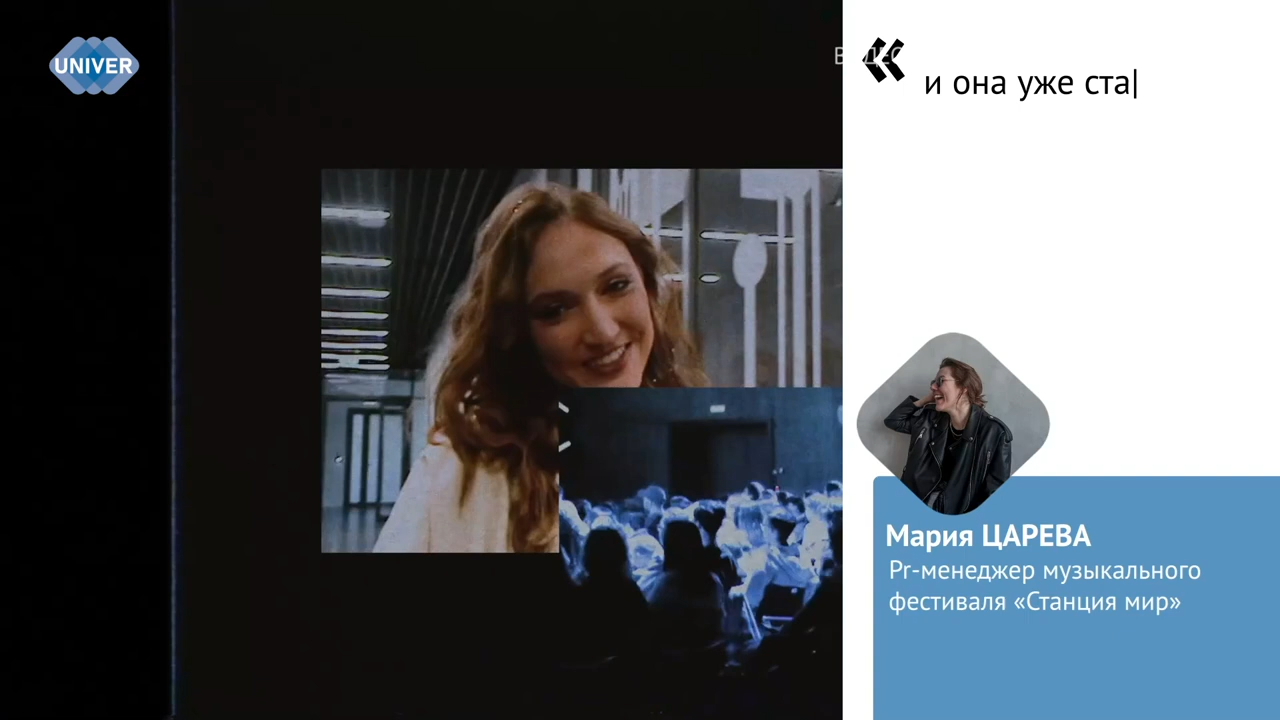 UNIVER
и она уже ста
Мария ЦАРЕВА
Pr-менеджер музыкального
фестиваля «Станция мир»